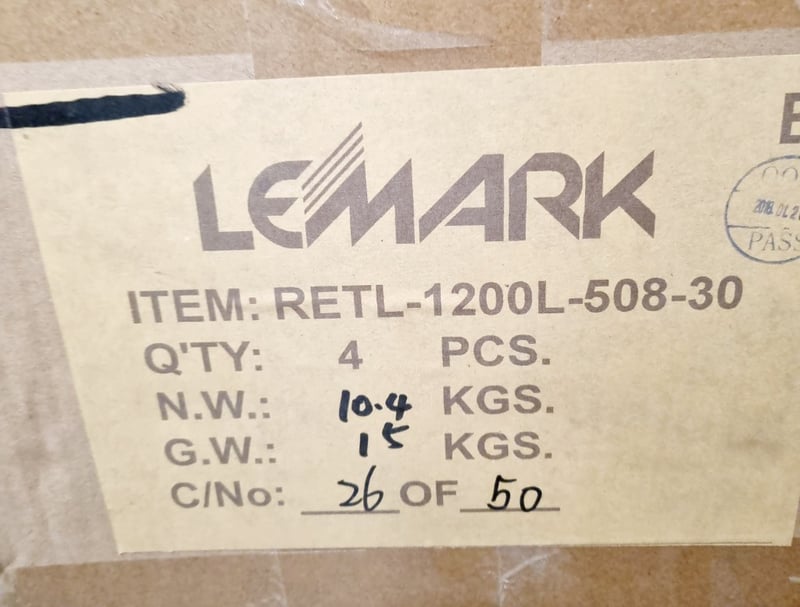 LEMARK
ITEM: RETL-1200L-508-30
Q'TY: 4 PCS.
N.W.: 10.4 KGS.
G.W.: 15 KGS.
C/No: 26 OF 50
PASS